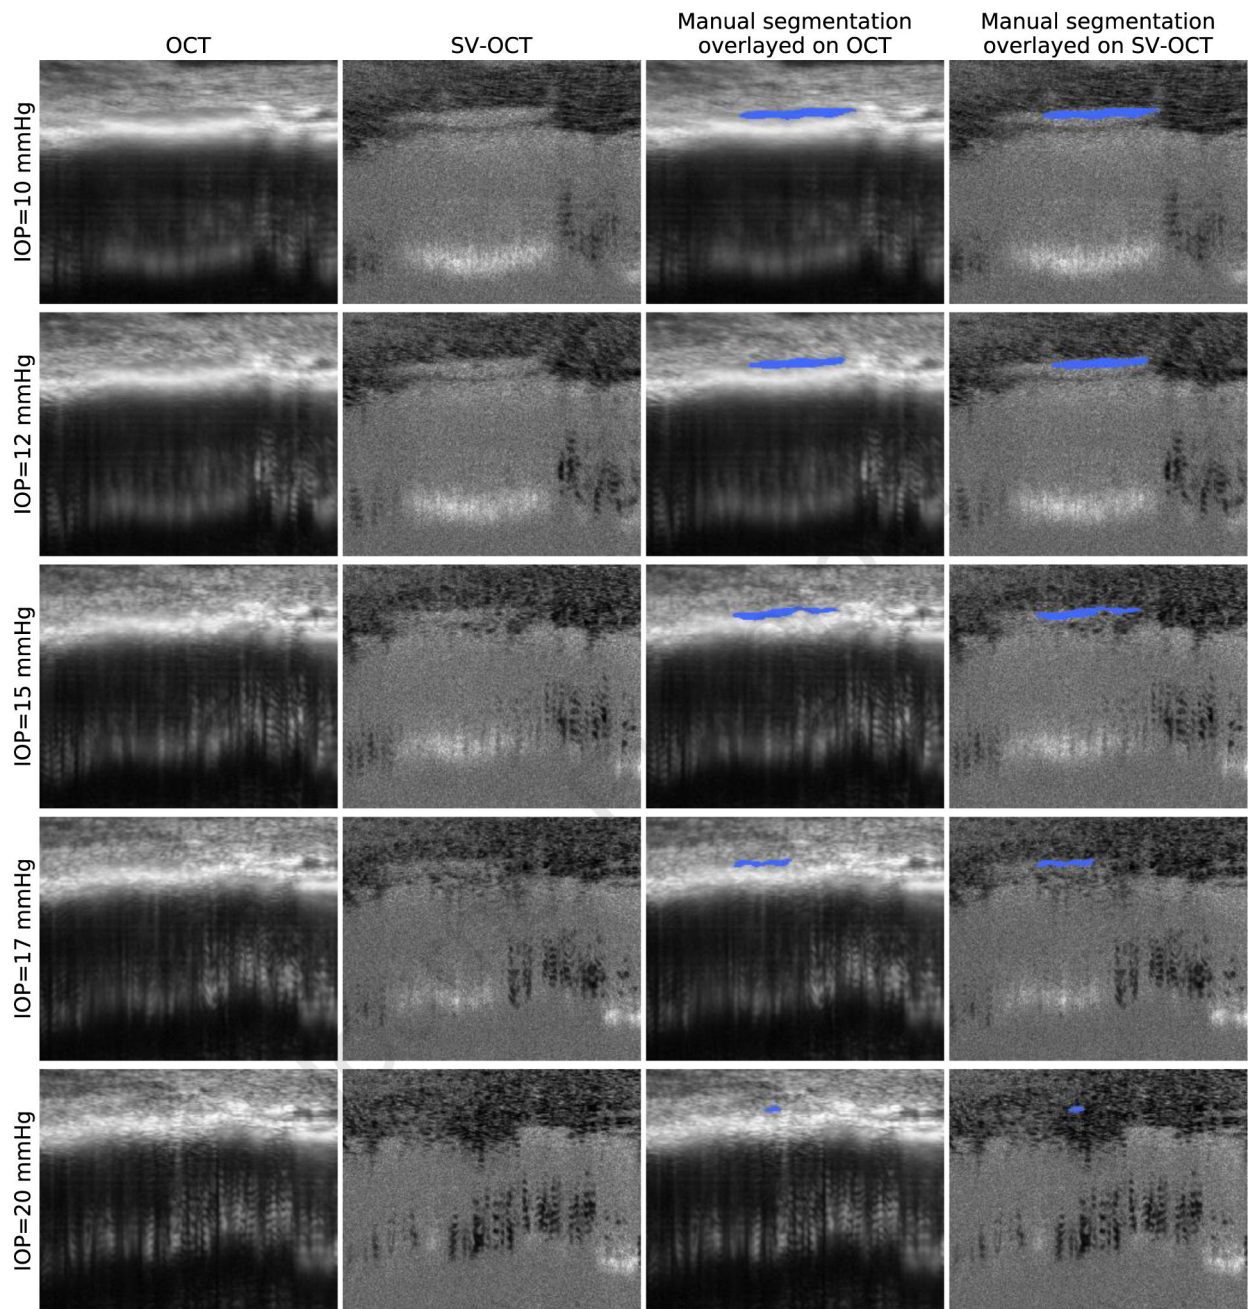 OCT
SV-OCT
Manual segmentation
overlayed on OCT
Manual segmentation
overlayed on SV-OCT
IOP=10 mmHg
IOP=12 mmHg
IOP=15 mmHg
IOP=17 mmHg
IOP=20 mmHg